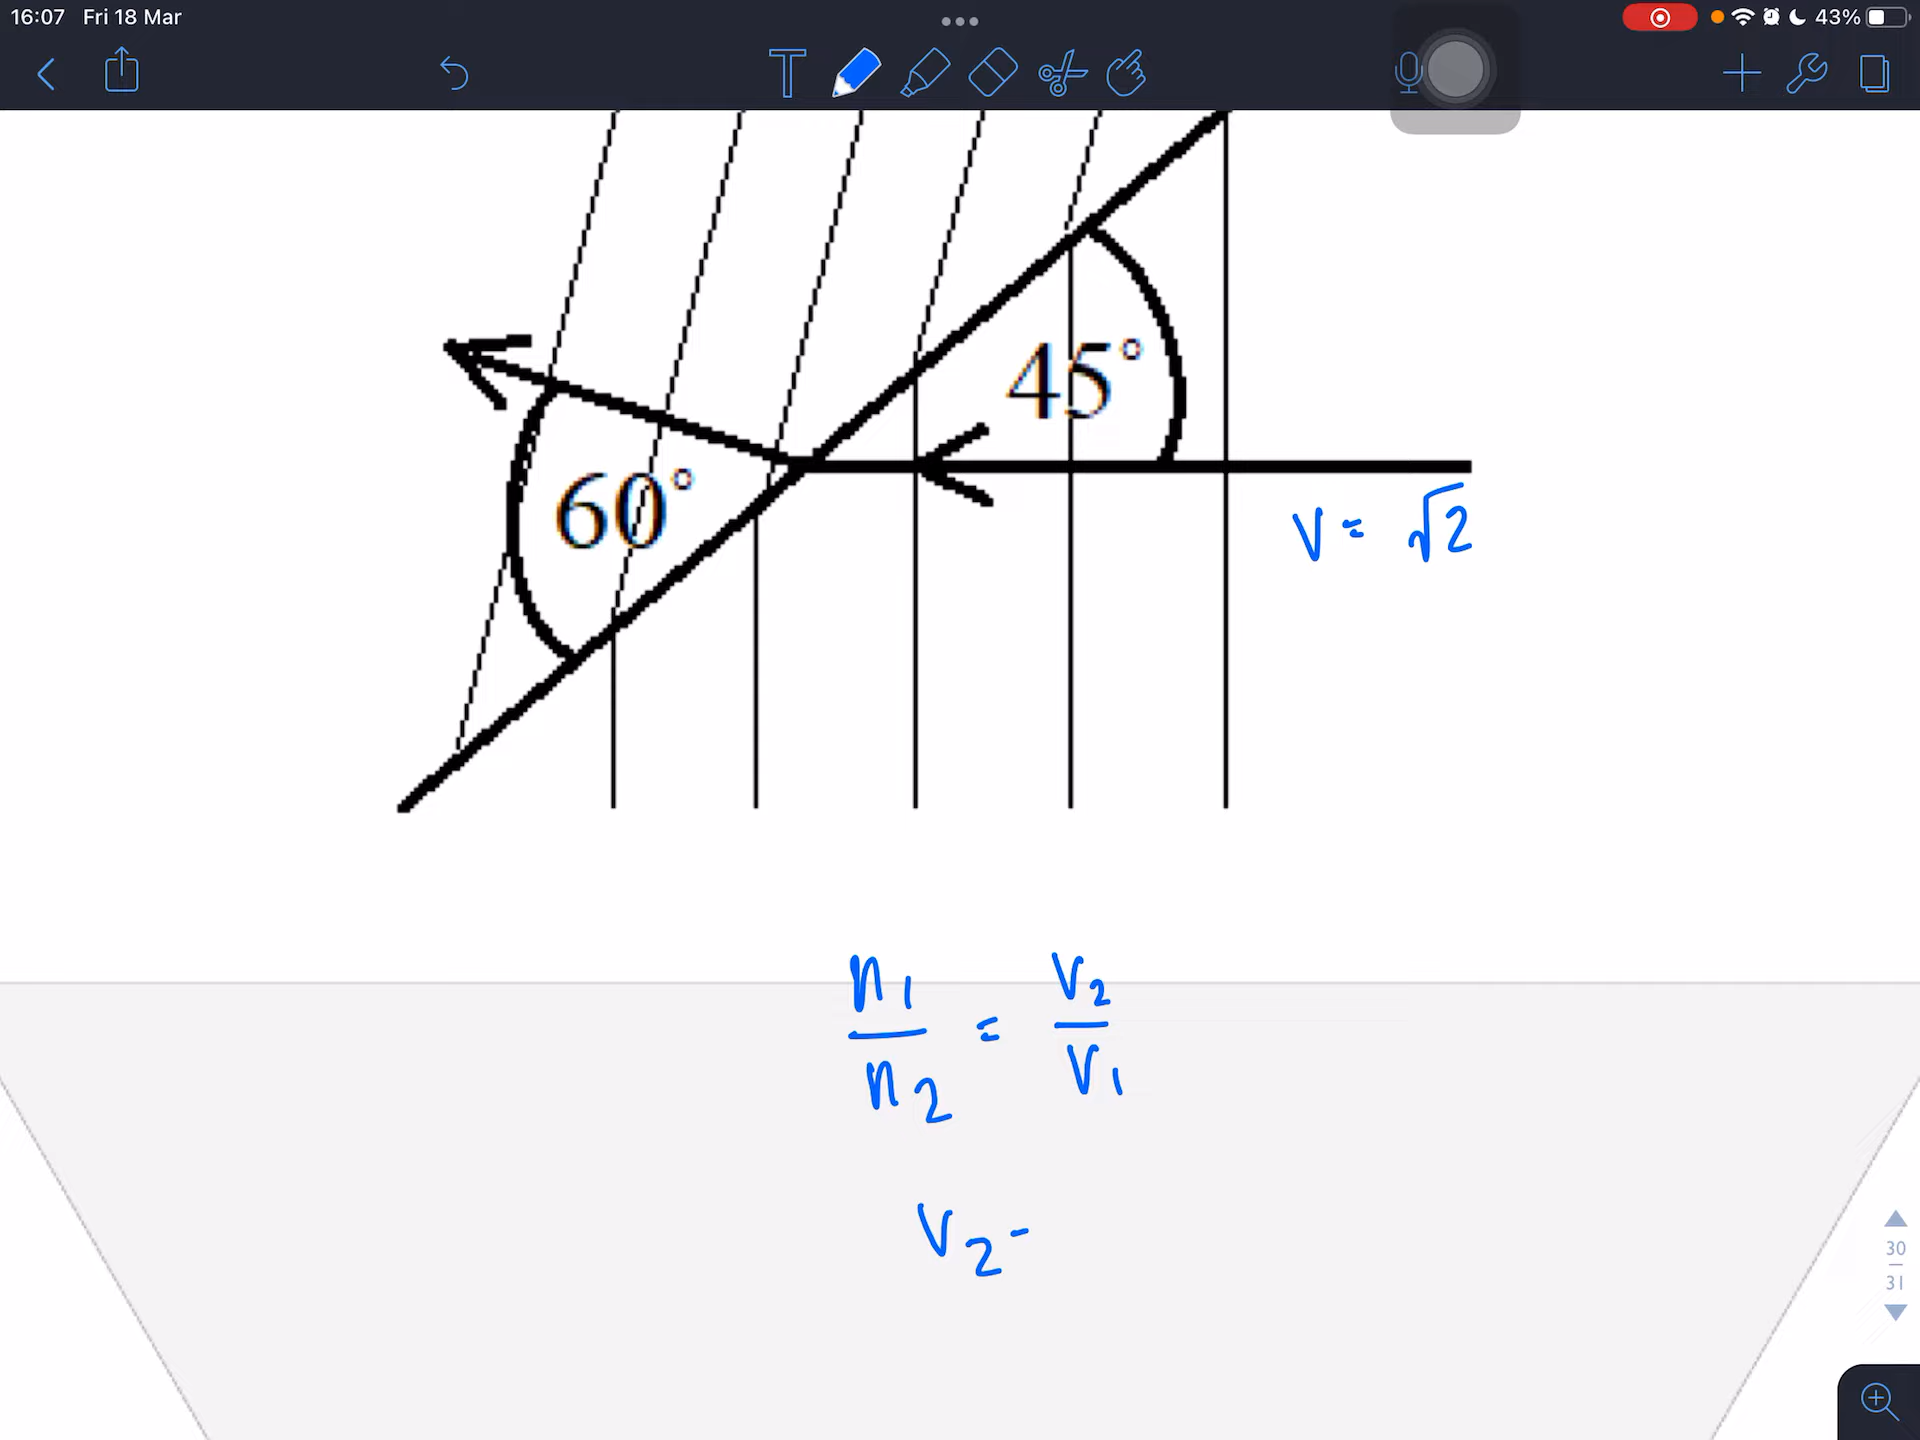 16:07 Fri 18 Mar 43%
T
45°
60°
V = √2
n1/n2 = V2/V1
V2 -
30
31